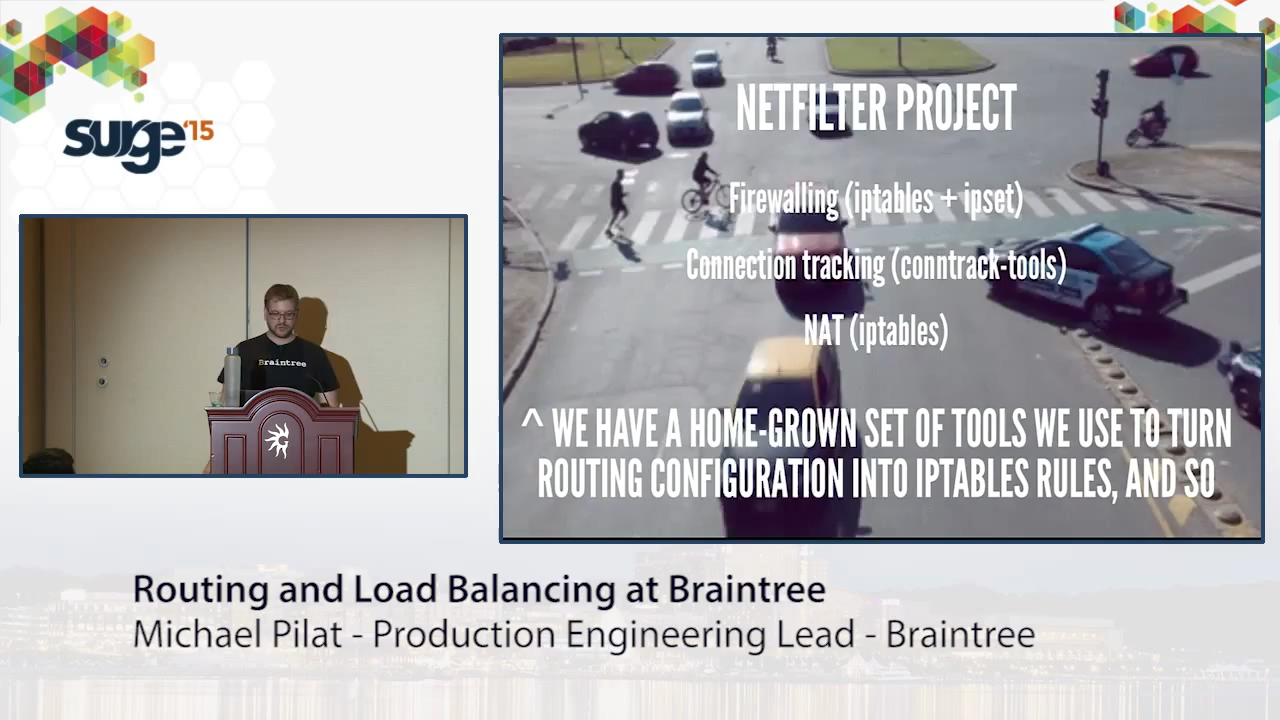 surge '15
NETFILTER PROJECT
Firewalling (iptables + ipset)
Connection tracking (conntrack-tools)
NAT (iptables)
^ WE HAVE A HOME-GROWN SET OF TOOLS WE USE TO TURN
ROUTING CONFIGURATION INTO IPTABLES RULES, AND SO
Braintree
Routing and Load Balancing at Braintree
Michael Pilat - Production Engineering Lead - Braintree